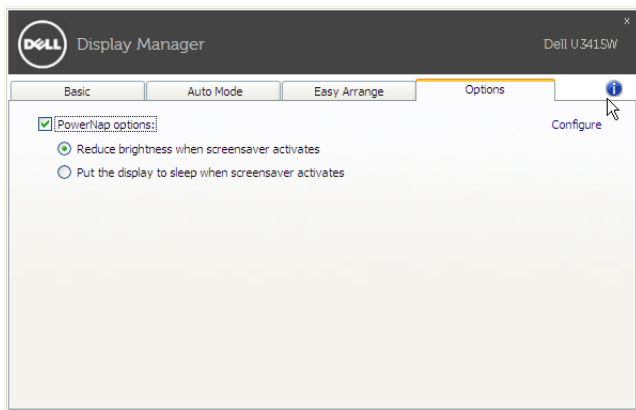 x
DELL Display Manager Dell U3415W
Basic Auto Mode Easy Arrange Options i
PowerNap options: Configure
Reduce brightness when screensaver activates
Put the display to sleep when screensaver activates